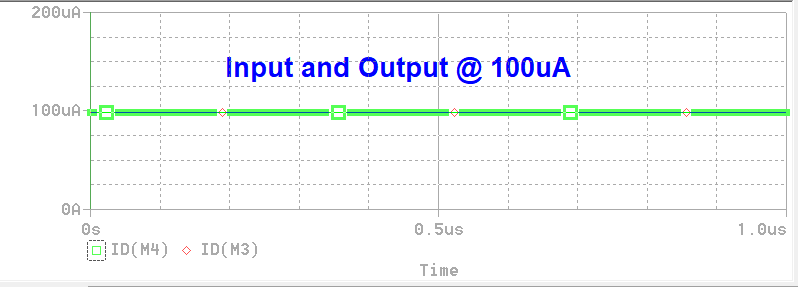 200uA
Input and Output @ 100uA
100uA
0A
0s 0.5us 1.0us
ID(M4) ID(M3)
Time